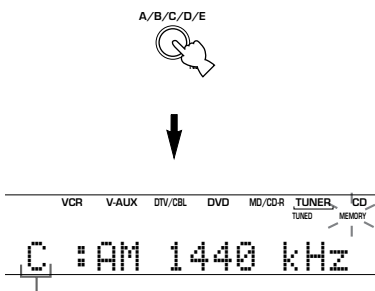 A/B/C/D/E
VCR V-AUX DTV/CBL DVD MD/CD-R TUNER CD
TUNED MEMORY
C :AM 1440 kHz